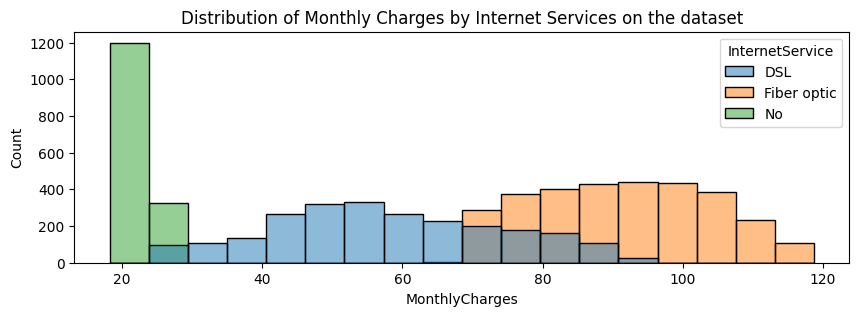 Distribution of Monthly Charges by Internet Services on the dataset
1200
1000
800
600
400
200
0
Count
InternetService
DSL
Fiber optic
No
20 40 60 80 100 120
MonthlyCharges